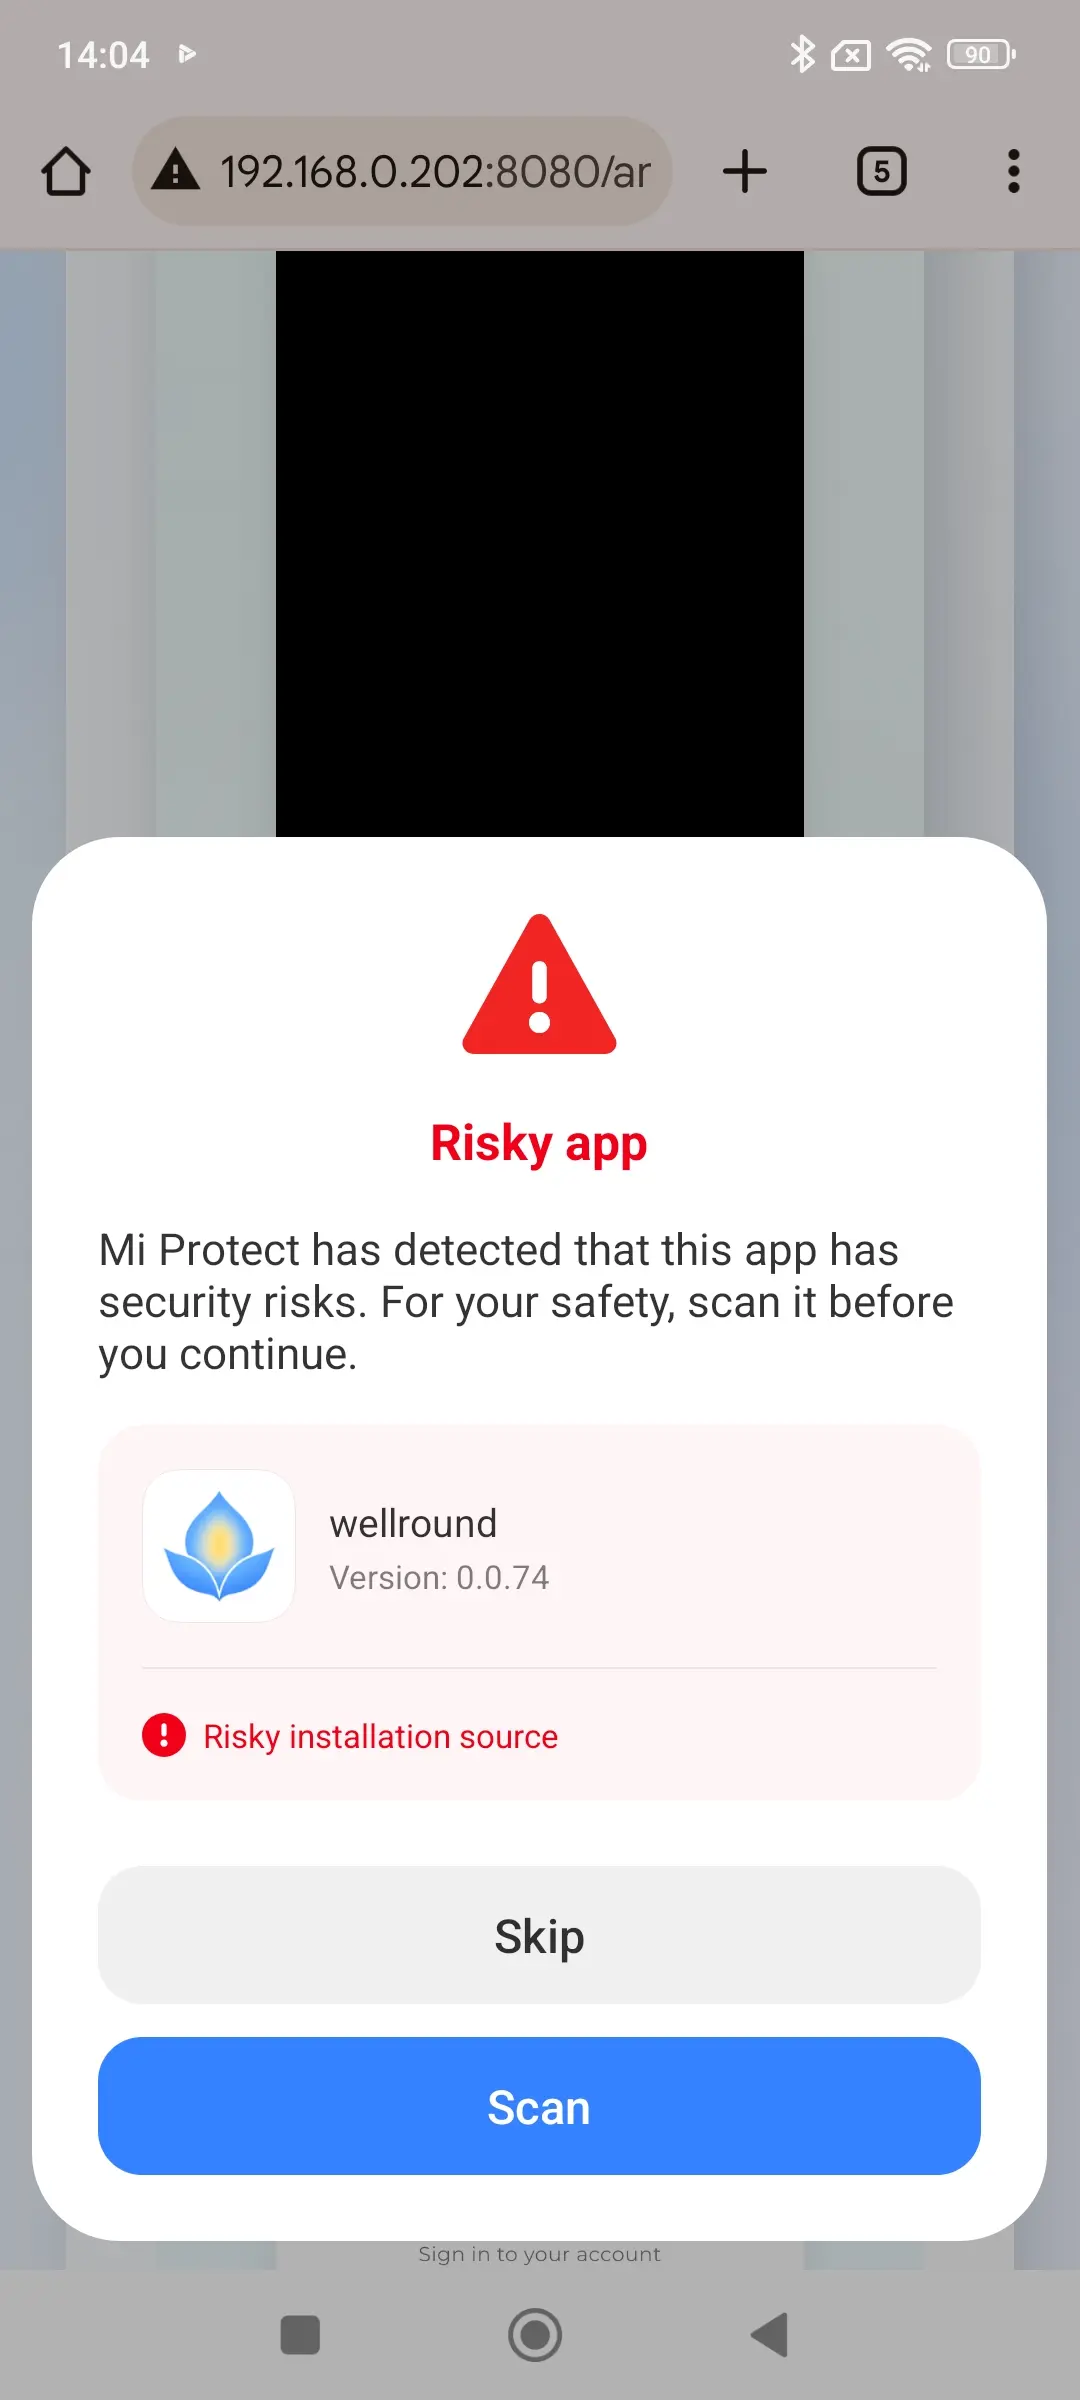 14:04
90
192.168.0.202:8080/ar
5
Risky app
Mi Protect has detected that this app has
security risks. For your safety, scan it before
you continue.
wellround
Version: 0.0.74
Risky installation source
Skip
Scan
Sign in to your account